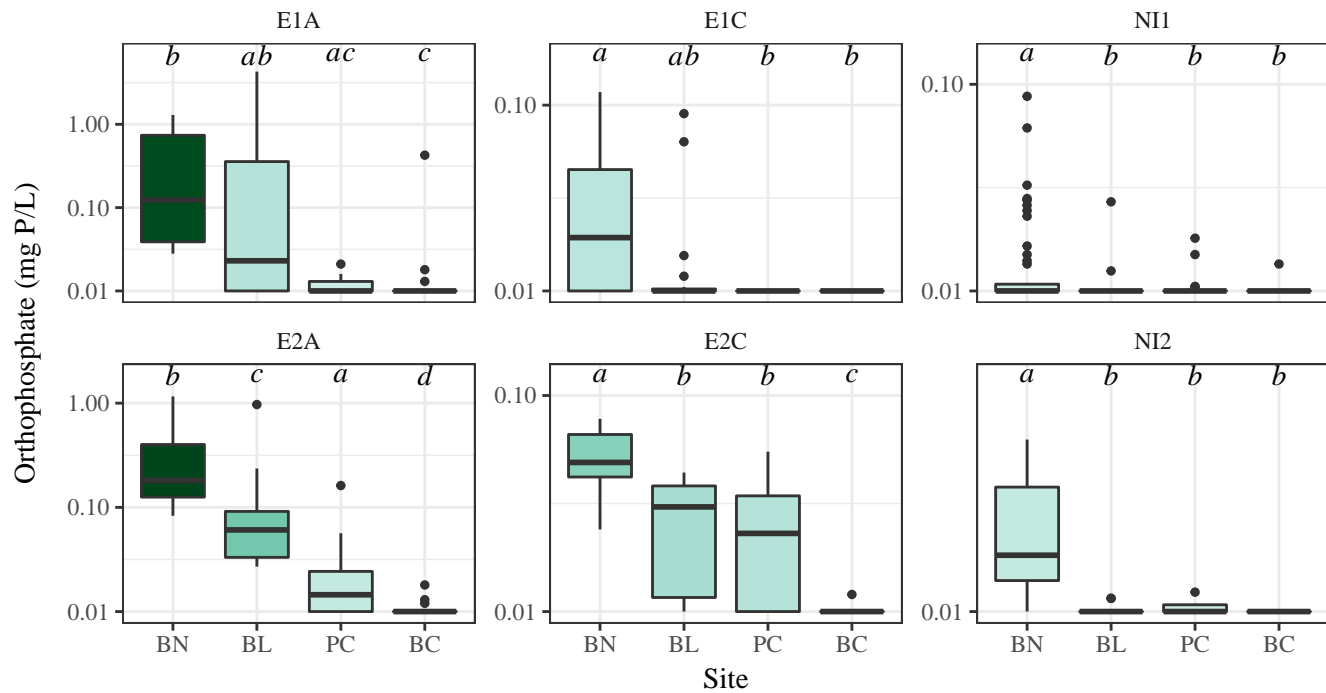 E1A E1C NI1
b ab ac c a ab b b a b b b
1.00 0.10 0.01
0.10 0.01
0.10 0.01
Orthophosphate (mg P/L)
E2A E2C NI2
b c a d a b b c a b b b
1.00 0.10 0.01
0.10 0.01
0.01
BN BL PC BC BN BL PC BC BN BL PC BC
Site